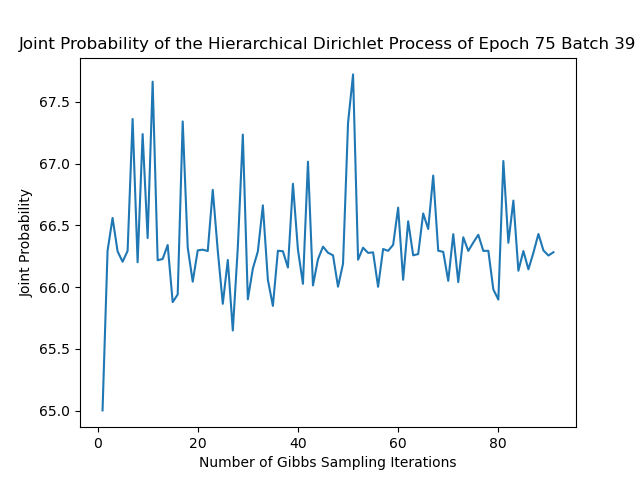 Joint Probability of the Hierarchical Dirichlet Process of Epoch 75 Batch 39
67.5
67.0
66.5
66.0
65.5
65.0
Joint Probability
0 20 40 60 80
Number of Gibbs Sampling Iterations